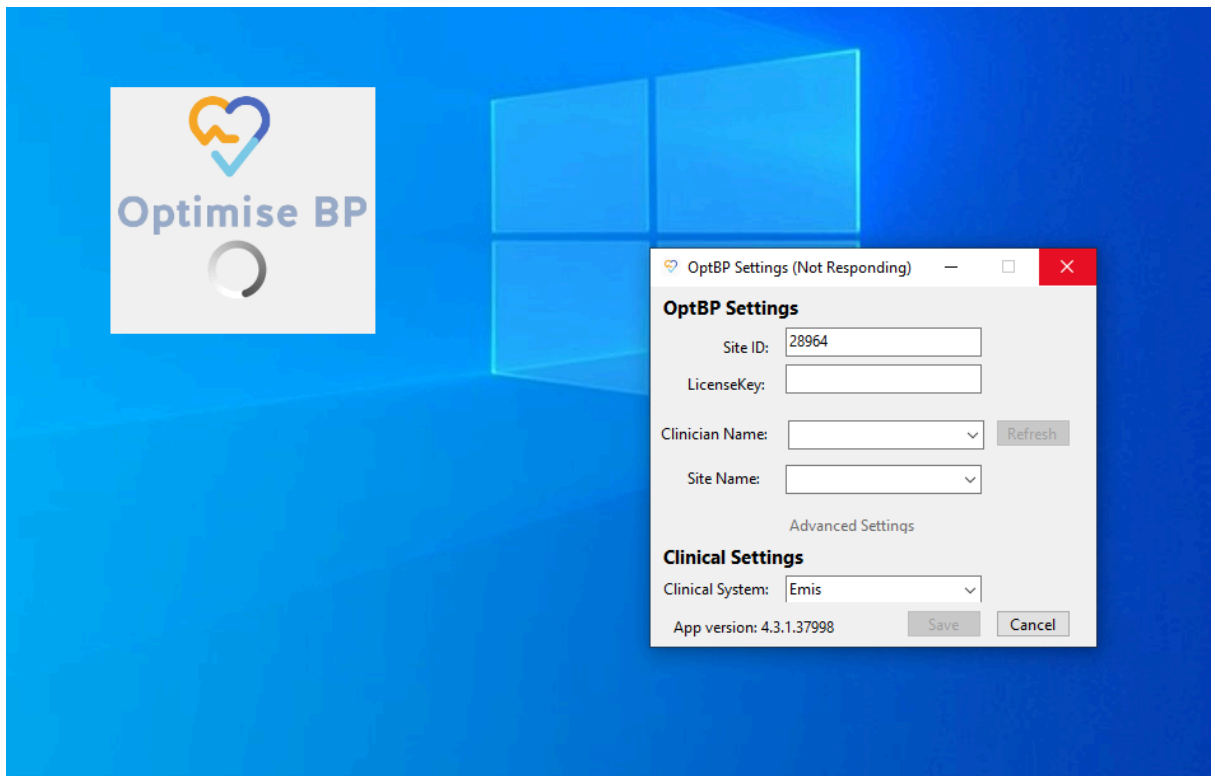 Optimise BP
OptBP Settings (Not Responding)
OptBP Settings
Site ID: 28964
LicenseKey:
Clinician Name: Refresh
Site Name:
Advanced Settings
Clinical Settings
Clinical System: Emis
App version: 4.3.1.37998 Save Cancel